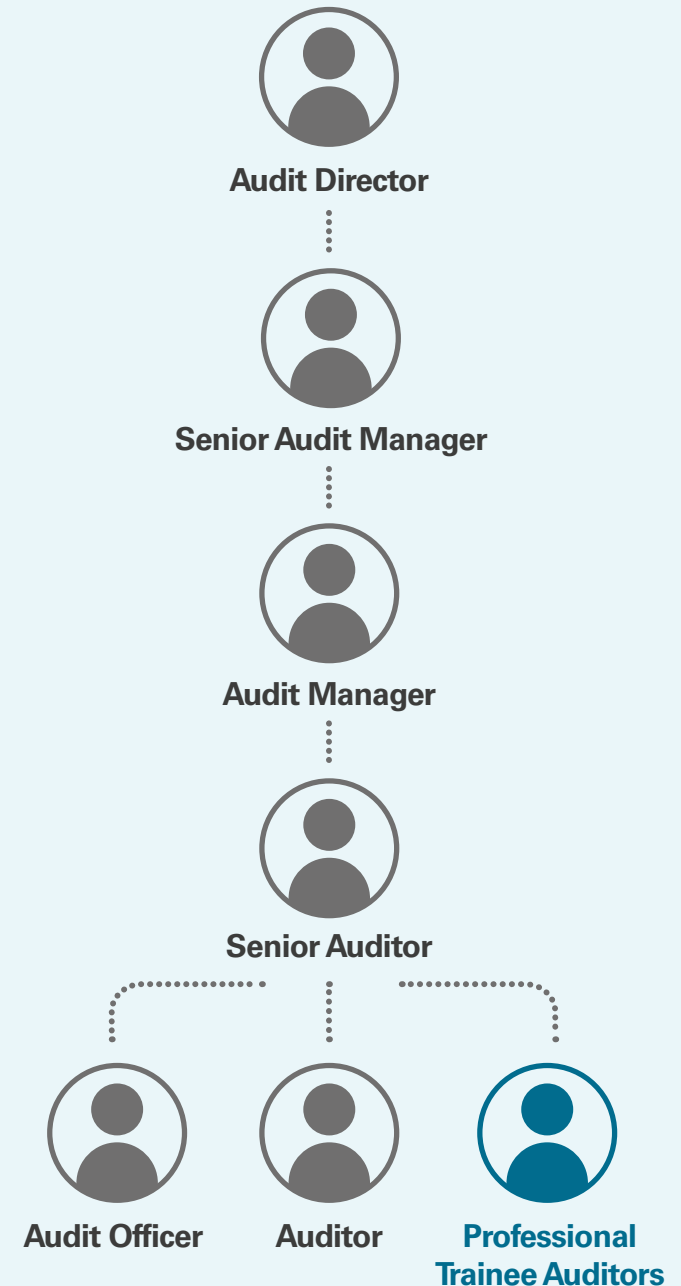 Audit Director
Senior Audit Manager
Audit Manager
Senior Auditor
Audit Officer
Auditor
Professional
Trainee Auditors